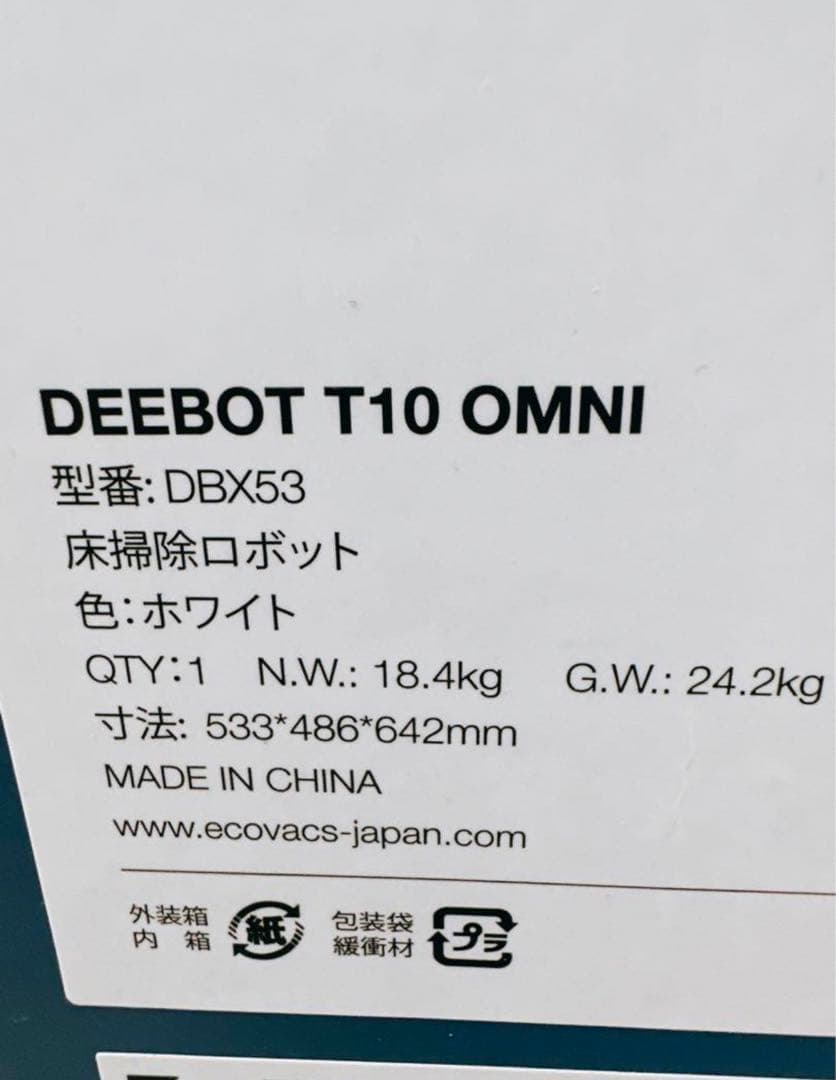 DEEBOT T10 OMNI
型番: DBX53
床掃除ロボット
色：ホワイト
QTY：1 N.W.: 18.4kg G.W.: 24.2kg
寸法: 533*486*642mm
MADE IN CHINA
www.ecovacs-japan.com
外装箱 紙 包装袋 プラ
内 箱 緩衝材